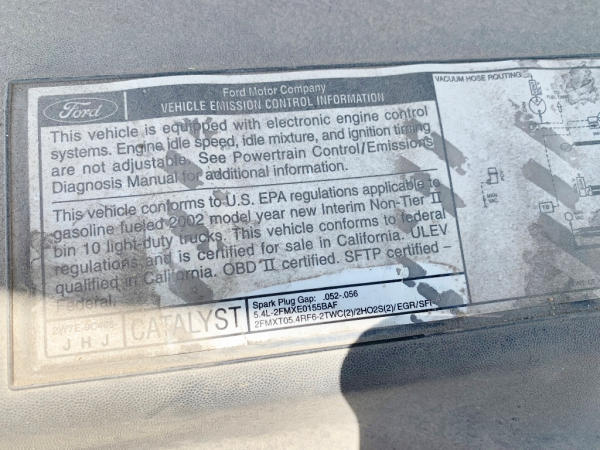 Ford
Ford Motor Company
VEHICLE EMISSION CONTROL INFORMATION
VACUUM HOSE ROUTING
This vehicle is equipped with electronic engine control
systems. Engine idle speed, idle mixture, and ignition timing
are not adjustable. See Powertrain Control/Emissions
Diagnosis Manual for additional information.
This vehicle conforms to U.S. EPA regulations applicable to
gasoline fueled 2002 model year new Interim Non-Tier II
bin 10 light-duty trucks. This vehicle conforms to federal
regulations and is certified for sale in California. ULEV
qualified in California. OBD II certified. SFTP certified -
Federal.
JHJ
CATALYST
Spark Plug Gap: .052-.056
5.4L-2FMXE0155BAF
2FMXT05.4RF6-2TWC(2)/2HO2S(2)/EGR/SFI